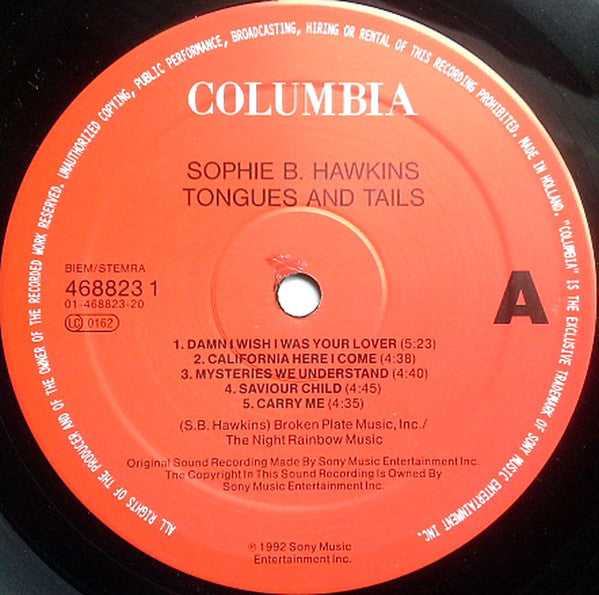 ALL RIGHTS OF THE PRODUCER AND OF THE OWNER OF THE RECORDED WORK RESERVED. UNAUTHORIZED COPYING, PUBLIC PERFORMANCE, BROADCASTING, HIRING OR RENTAL OF THIS RECORDING PROHIBITED. MADE IN HOLLAND. "COLUMBIA" IS THE EXCLUSIVE TRADEMARK OF SONY MUSIC ENTERTAINMENT INC.
COLUMBIA
SOPHIE B. HAWKINS
TONGUES AND TAILS
BIEM/STEMRA
468823 1
01-468823-20
LC 0162
A
1. DAMN I WISH I WAS YOUR LOVER (5:23)
2. CALIFORNIA HERE I COME (4:38)
3. MYSTERIES WE UNDERSTAND (4:40)
4. SAVIOUR CHILD (4:45)
5. CARRY ME (4:35)
(S.B. Hawkins) Broken Plate Music, Inc./
The Night Rainbow Music
Original Sound Recording Made By Sony Music Entertainment Inc.
The Copyright In This Sound Recording Is Owned By
Sony Music Entertainment Inc.
℗ 1992 Sony Music
Entertainment Inc.